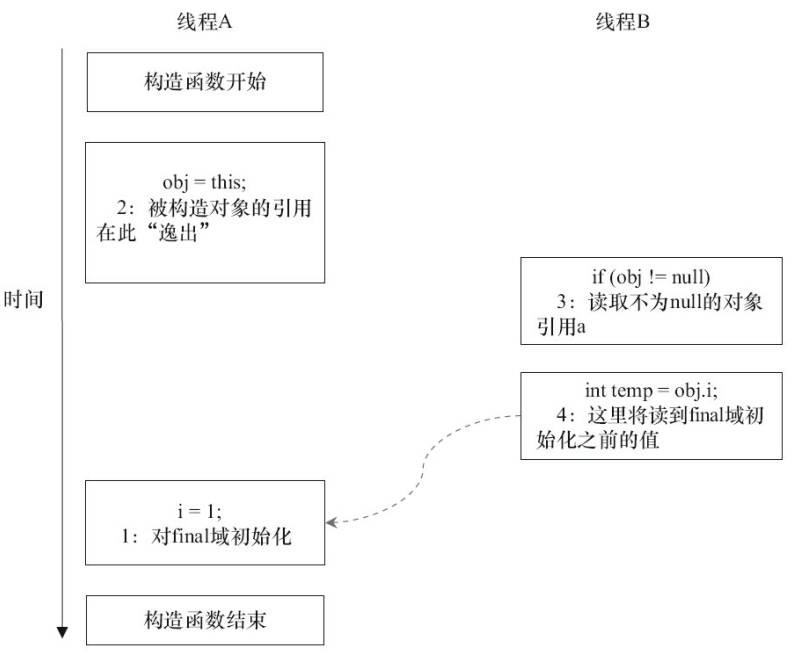 线程A
线程B
构造函数开始
obj = this;
2：被构造对象的引用
在此“逸出”
if (obj != null)
3：读取不为null的对象
引用a
时间
int temp = obj.i;
4：这里将读到final域初
始化之前的值
i = 1;
1：对final域初始化
构造函数结束